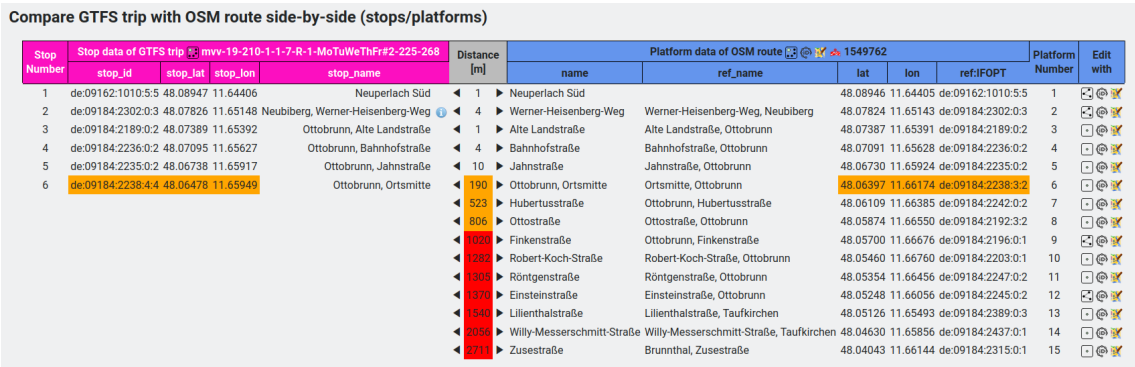 Compare GTFS trip with OSM route side-by-side (stops/platforms)
Stop Number Stop data of GTFS trip mvv-19-210-1-1-7-R-1-MoTuWeThFr#2-225-268 Distance [m] Platform data of OSM route 1549762 Platform Number Edit with
stop_id stop_lat stop_lon stop_name name ref_name lat lon ref:IFOPT
1 de:09162:1010:5:5 48.08947 11.64406 Neuperlach Süd ◀ 1 ▶ Neuperlach Süd 48.08946 11.64405 de:09162:1010:5:5 1
2 de:09184:2302:0:3 48.07826 11.65148 Neubiberg, Werner-Heisenberg-Weg ◀ 4 ▶ Werner-Heisenberg-Weg Werner-Heisenberg-Weg, Neubiberg 48.07824 11.65143 de:09184:2302:0:3 2
3 de:09184:2189:0:2 48.07389 11.65392 Ottobrunn, Alte Landstraße ◀ 1 ▶ Alte Landstraße Alte Landstraße, Ottobrunn 48.07387 11.65391 de:09184:2189:0:2 3
4 de:09184:2236:0:2 48.07095 11.65627 Ottobrunn, Bahnhofstraße ◀ 4 ▶ Bahnhofstraße Bahnhofstraße, Ottobrunn 48.07091 11.65628 de:09184:2236:0:2 4
5 de:09184:2235:0:2 48.06738 11.65917 Ottobrunn, Jahnstraße ◀ 10 ▶ Jahnstraße Jahnstraße, Ottobrunn 48.06730 11.65924 de:09184:2235:0:2 5
6 de:09184:2238:4:4 48.06478 11.65949 Ottobrunn, Ortsmitte ◀ 190 ▶ Ottobrunn, Ortsmitte Ortsmitte, Ottobrunn 48.06397 11.66174 de:09184:2238:3:2 6
◀ 523 ▶ Hubertusstraße Ottobrunn, Hubertusstraße 48.06109 11.66385 de:09184:2242:0:2 7
◀ 806 ▶ Ottostraße Ottostraße, Ottobrunn 48.05874 11.66550 de:09184:2192:3:2 8
◀ 1020 ▶ Finkenstraße Ottobrunn, Finkenstraße 48.05700 11.66676 de:09184:2196:0:1 9
◀ 1282 ▶ Robert-Koch-Straße Robert-Koch-Straße, Ottobrunn 48.05460 11.66760 de:09184:2203:0:1 10
◀ 1305 ▶ Röntgenstraße Röntgenstraße, Ottobrunn 48.05354 11.66456 de:09184:2247:0:2 11
◀ 1370 ▶ Einsteinstraße Einsteinstraße, Ottobrunn 48.05248 11.66056 de:09184:2245:0:2 12
◀ 1540 ▶ Lilienthalstraße Lilienthalstraße, Taufkirchen 48.05126 11.65493 de:09184:2389:0:3 13
◀ 2056 ▶ Willy-Messerschmitt-Straße Willy-Messerschmitt-Straße, Taufkirchen 48.04630 11.65856 de:09184:2437:0:1 14
◀ 2711 ▶ Zusestraße Brunnthal, Zusestraße 48.04043 11.66144 de:09184:2315:0:1 15